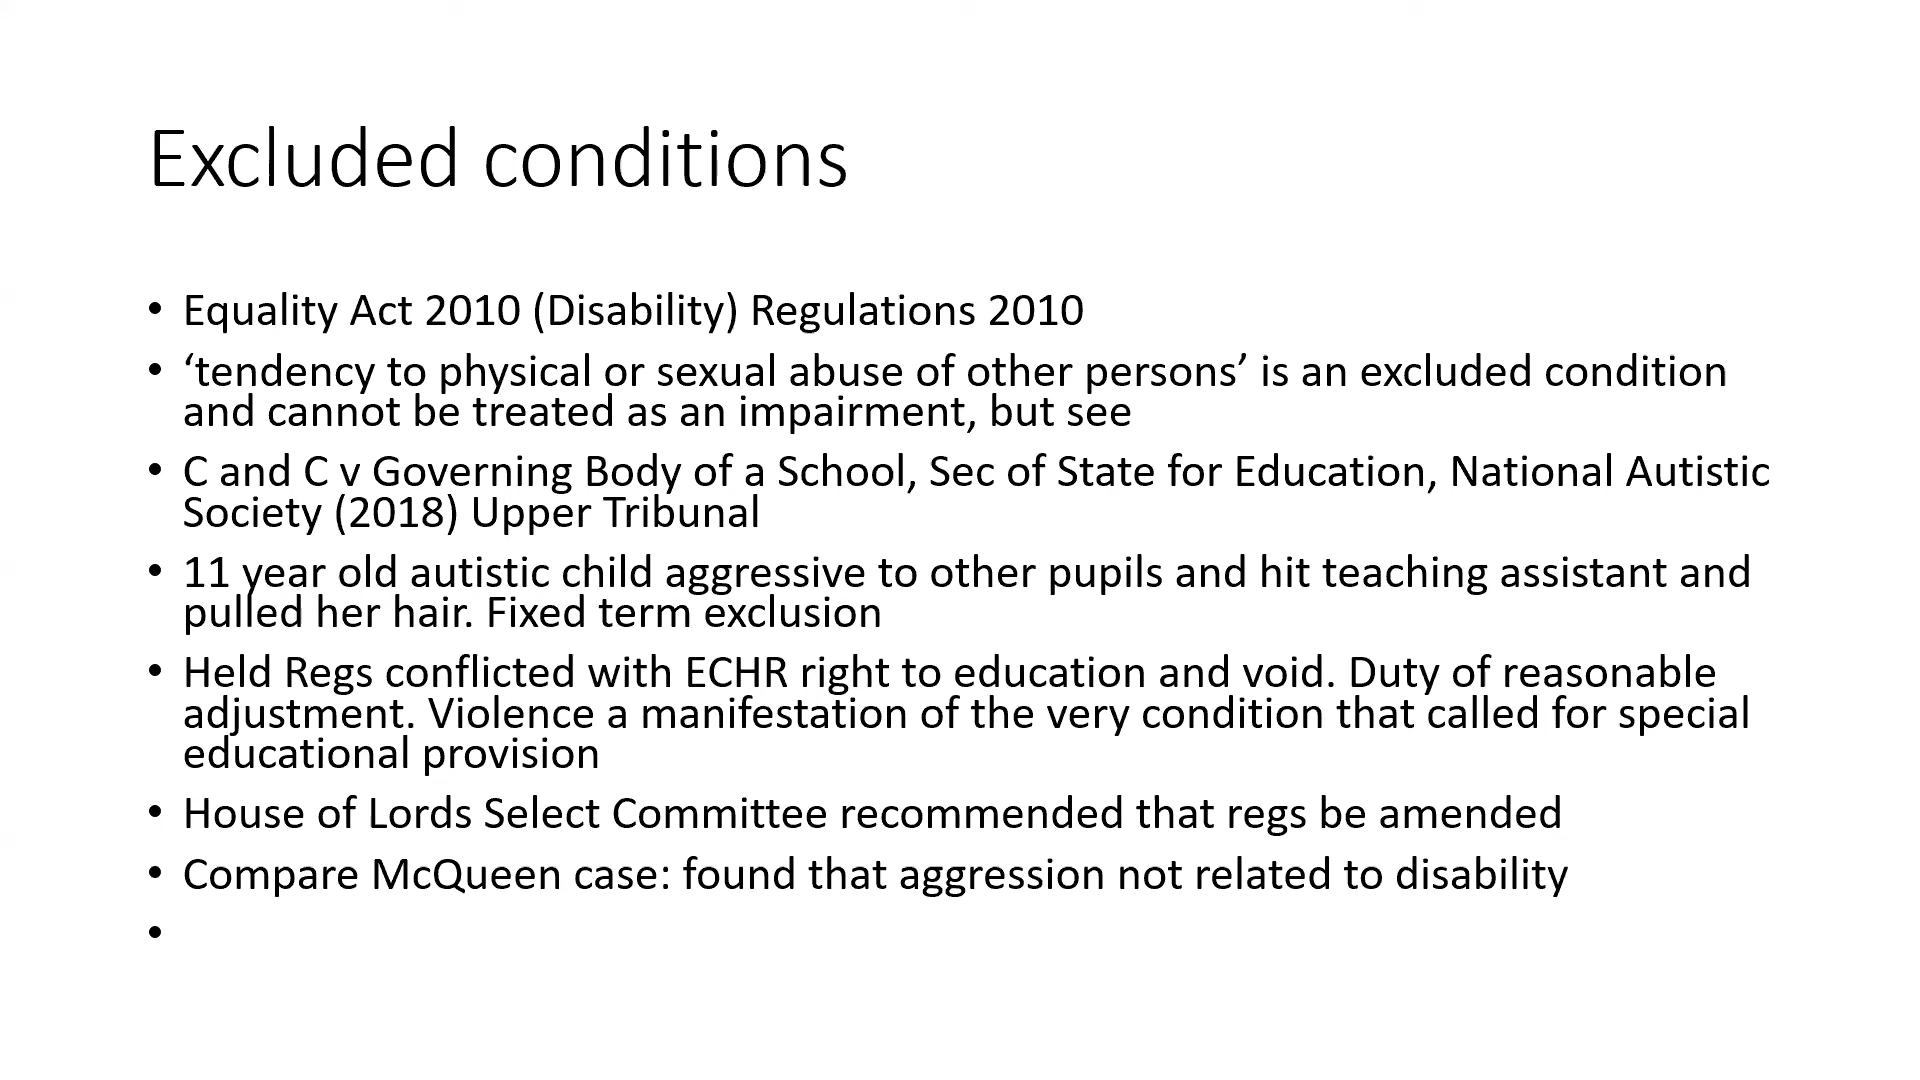 Excluded conditions
• Equality Act 2010 (Disability) Regulations 2010
• ‘tendency to physical or sexual abuse of other persons’ is an excluded condition
and cannot be treated as an impairment, but see
• C and C v Governing Body of a School, Sec of State for Education, National Autistic
Society (2018) Upper Tribunal
• 11 year old autistic child aggressive to other pupils and hit teaching assistant and
pulled her hair. Fixed term exclusion
• Held Regs conflicted with ECHR right to education and void. Duty of reasonable
adjustment. Violence a manifestation of the very condition that called for special
educational provision
• House of Lords Select Committee recommended that regs be amended
• Compare McQueen case: found that aggression not related to disability
•